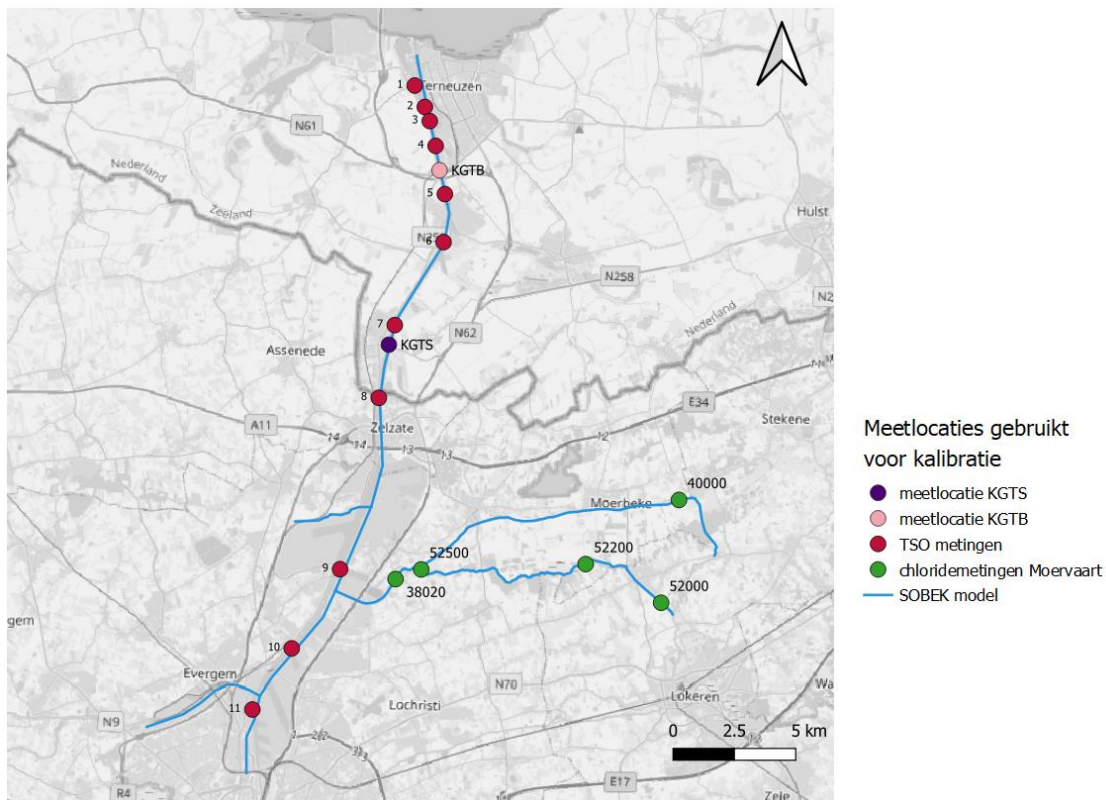 1
Terneuzen
2
3
N61
4
KGTB
Nederland
5
Zeeland
Hulst
6
N258
N2
Nederland
7
N62
KGTS
Assenede
8
E34
Stekene
A11
Zelzate
14
14
13
13
12
40000
Moerbeke
52500
52200
9
38020
52000
gem
10
Evergem
N70
Lokeren
Wa
11
Lochristi
N9
0 2.5 5 km
E17
R4
Zele
Meetlocaties gebruikt
voor kalibratie
meetlocatie KGTS
meetlocatie KGTB
TSO metingen
chloridemetingen Moervaart
SOBEK model